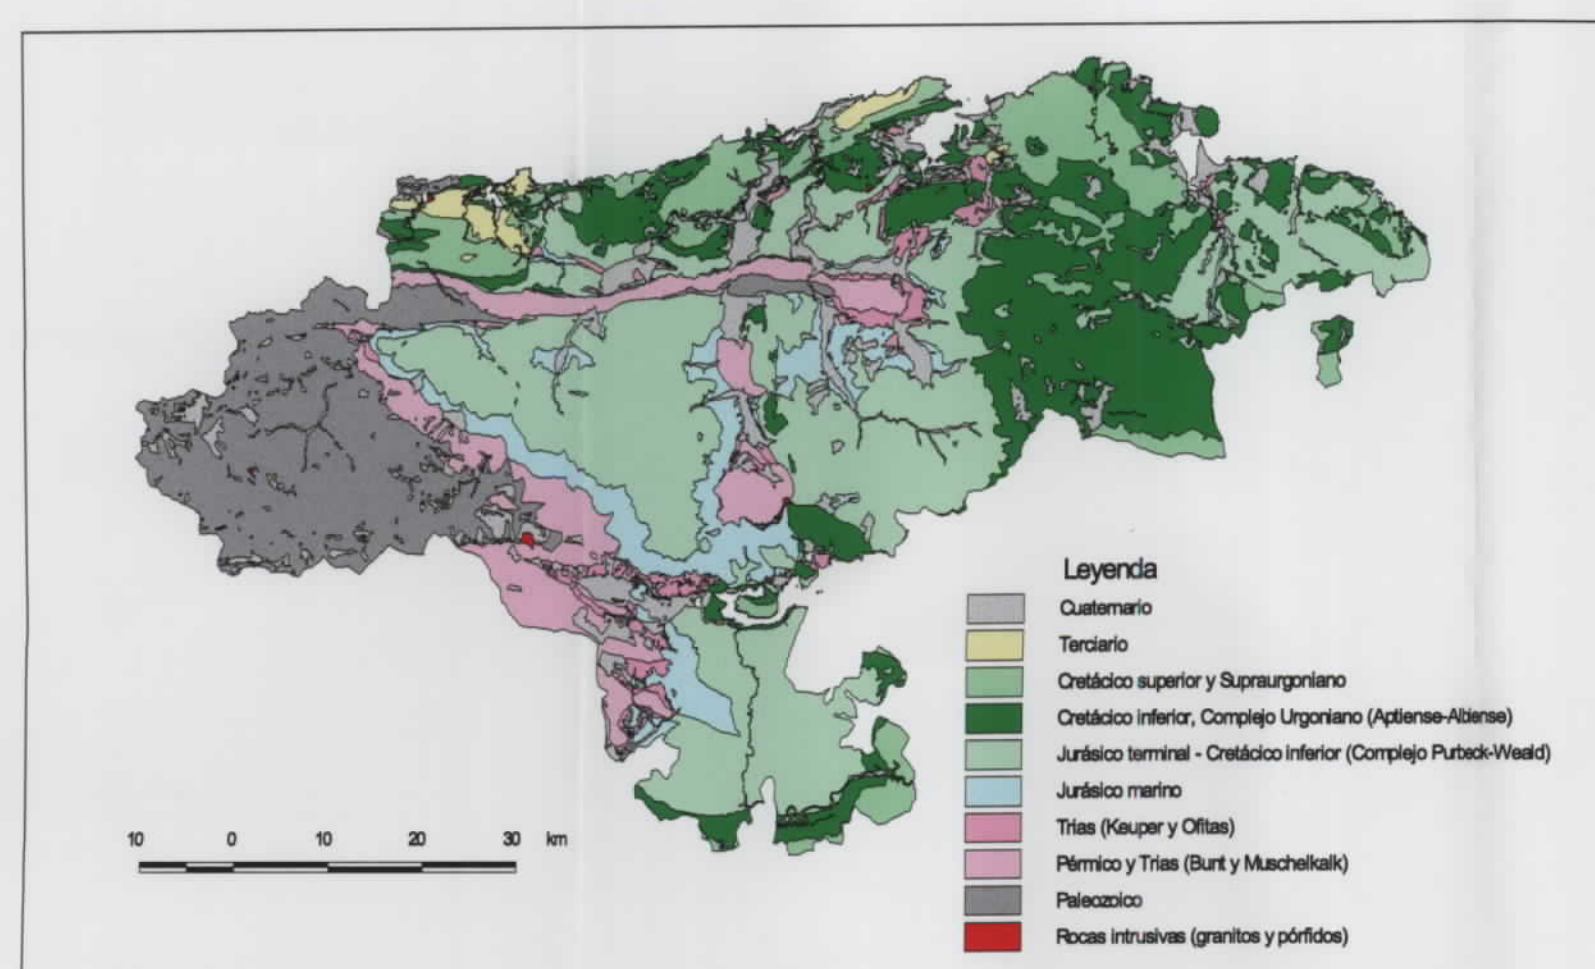 Leyenda
Cuaternario
Terciario
Cretácico superior y Supraurgoniano
Cretácico inferior, Complejo Urgoniano (Aptiense-Albiense)
Jurásico terminal - Cretácico inferior (Complejo Purbeck-Weald)
Jurásico marino
Trias (Keuper y Ofitas)
Pérmico y Trias (Bunt y Muschelkalk)
Paleozoico
Rocas intrusivas (granitos y pórfidos)
10 0 10 20 30 km